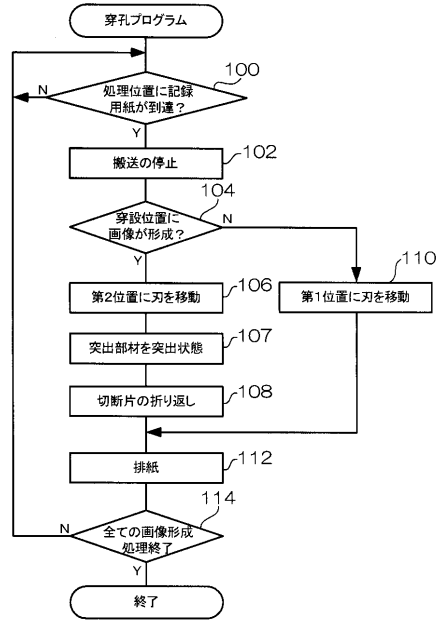 穿孔プログラム
100
処理位置に記録
用紙が到達?
N
Y
102
搬送の停止
104
穿設位置に
画像が形成?
N
Y
106
第2位置に刃を移動
110
第1位置に刃を移動
107
突出部材を突出状態
108
切断片の折り返し
112
排紙
114
全ての画像形成
処理終了
N
Y
終了